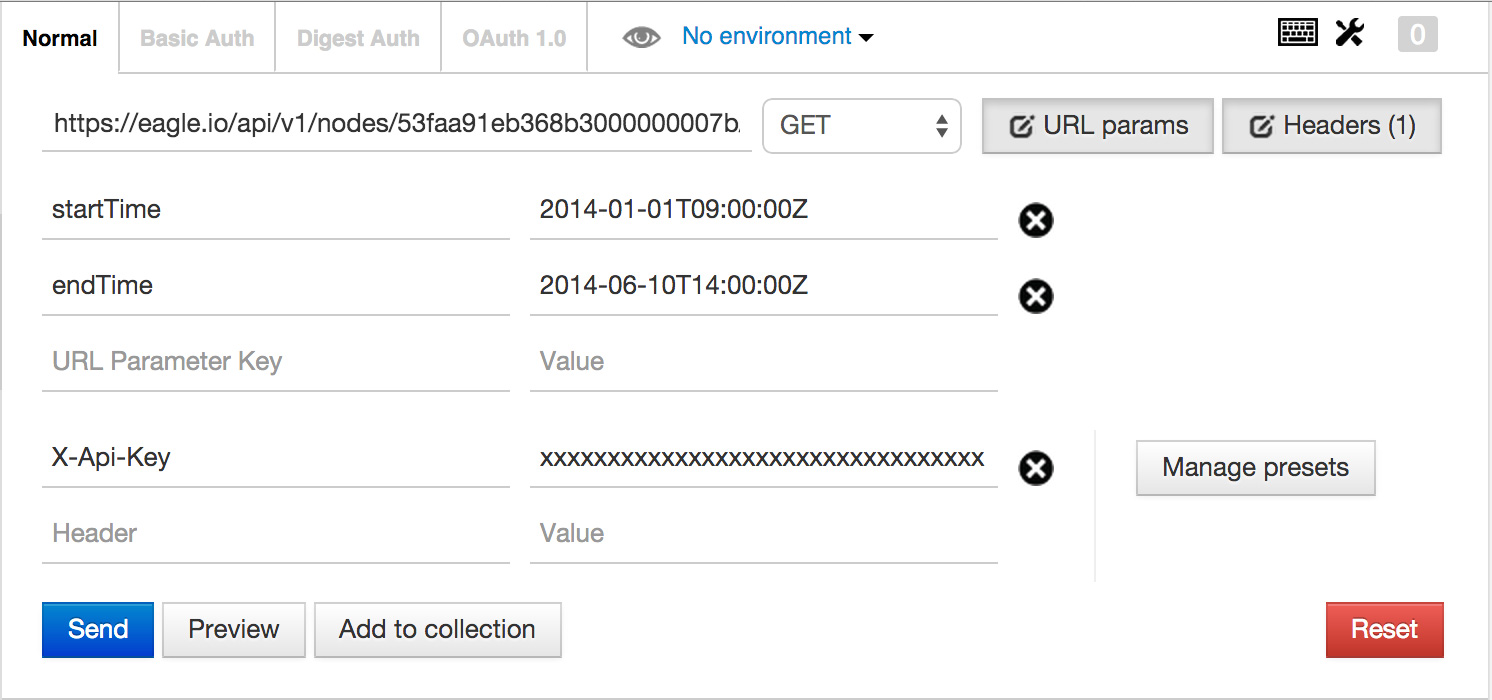 Normal Basic Auth Digest Auth OAuth 1.0 No environment 0
https://eagle.io/api/v1/nodes/53faa91eb368b3000000007b. GET URL params Headers (1)
startTime 2014-01-01T09:00:00Z
endTime 2014-06-10T14:00:00Z
URL Parameter Key Value
X-Api-Key xxxxxxxxxxxxxxxxxxxxxxxxxxxxxxxxx Manage presets
Header Value
Send Preview Add to collection Reset